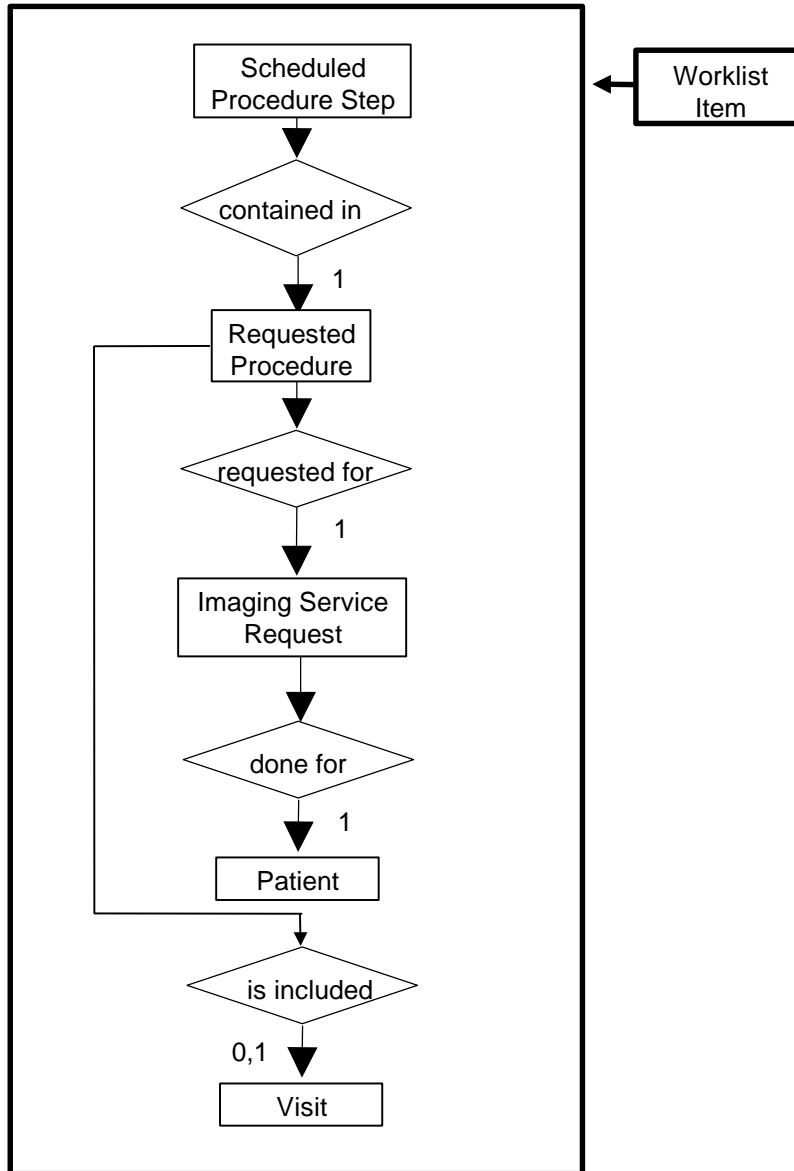 Scheduled
Procedure Step
Worklist
Item
contained in
1
Requested
Procedure
requested for
1
Imaging Service
Request
done for
1
Patient
is included
0,1
Visit